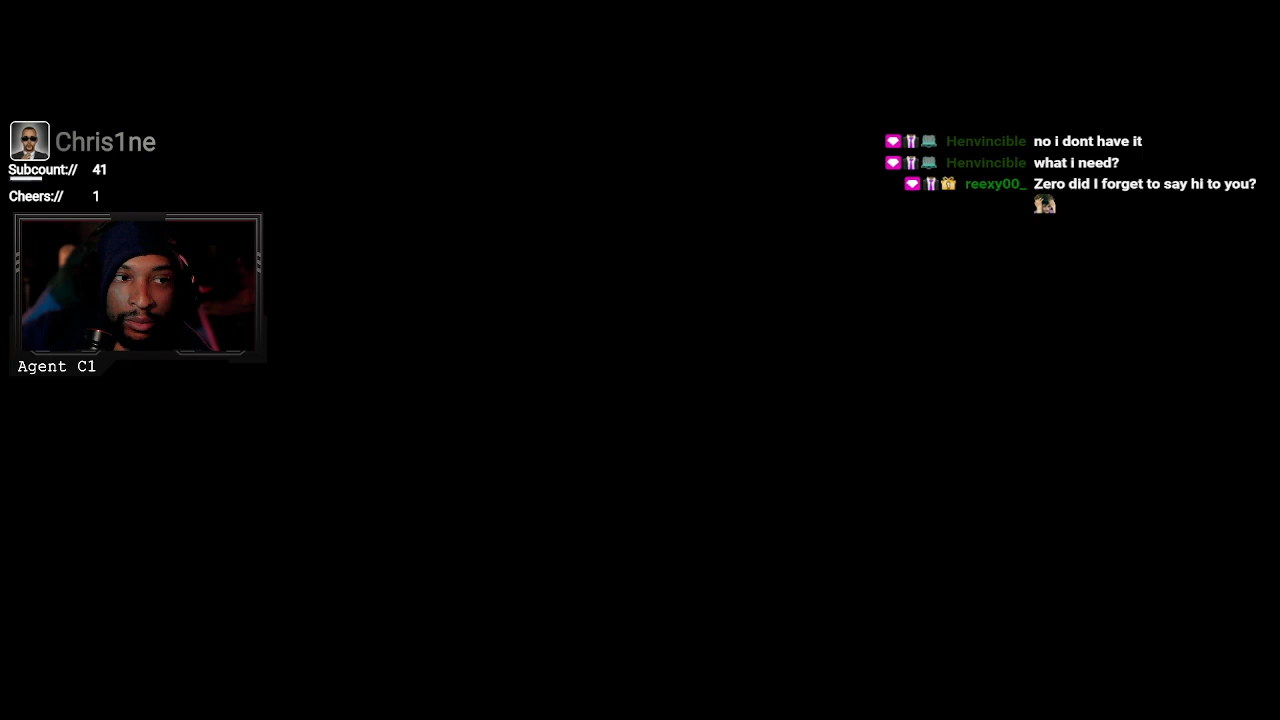 Chris1ne
Subcount:// 41
Cheers:// 1
Agent C1
Henvincible no i dont have it
Henvincible what i need?
reexy00_ Zero did I forget to say hi to you?